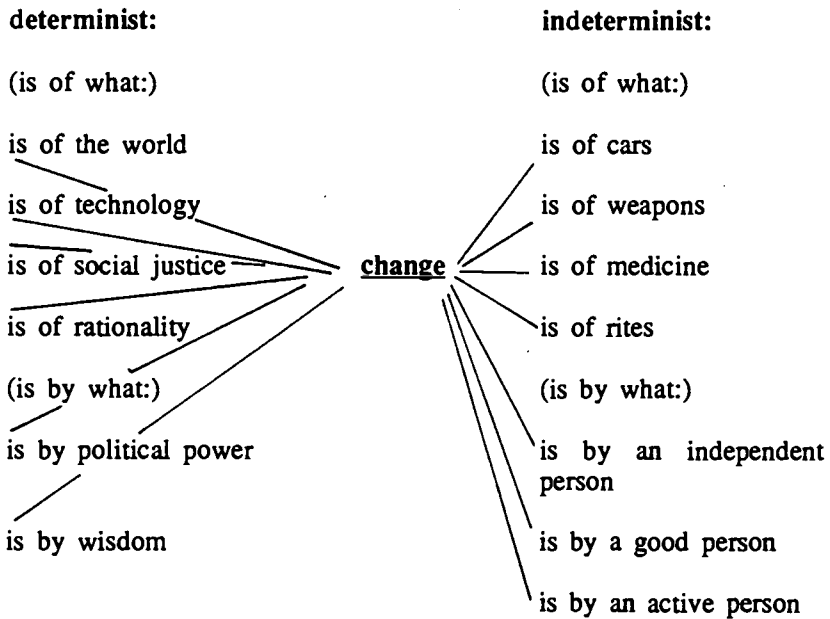 determinist:
(is of what:)
is of the world
is of technology
is of social justice
is of rationality
(is by what:)
is by political power
is by wisdom
change
indeterminist:
(is of what:)
is of cars
is of weapons
is of medicine
is of rites
(is by what:)
is by an independent
person
is by a good person
is by an active person